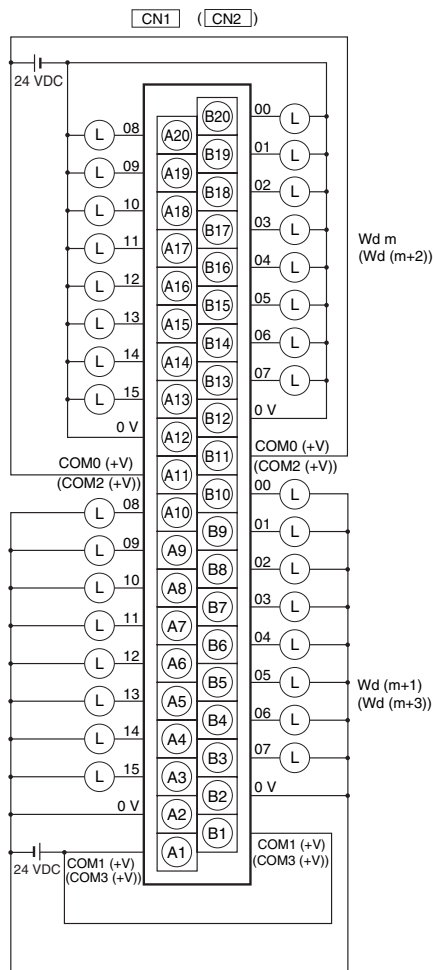 CN1 (CN2)
24 VDC
08 A20 B20 00 L
L 09 A19 B19 01 L
L 10 A18 B18 02 L
L 11 A17 B17 03 L
L 12 A16 B16 04 L
L 13 A15 B15 05 L
L 14 A14 B14 06 L
L 15 A13 B13 07 L
L
0 V A12 B12 0 V
Wd m
(Wd (m+2))
COM0 (+V) A11 B11 COM0 (+V)
(COM2 (+V)) (COM2 (+V))
L 08 A10 B10 00 L
L 09 A9 B9 01 L
L 10 A8 B8 02 L
L 11 A7 B7 03 L
L 12 A6 B6 04 L
L 13 A5 B5 05 L
L 14 A4 B4 06 L
L 15 A3 B3 07 L
0 V A2 B2 0 V
Wd (m+1)
(Wd (m+3))
24 VDC
COM1 (+V) A1 B1 COM1 (+V)
(COM3 (+V)) (COM3 (+V))